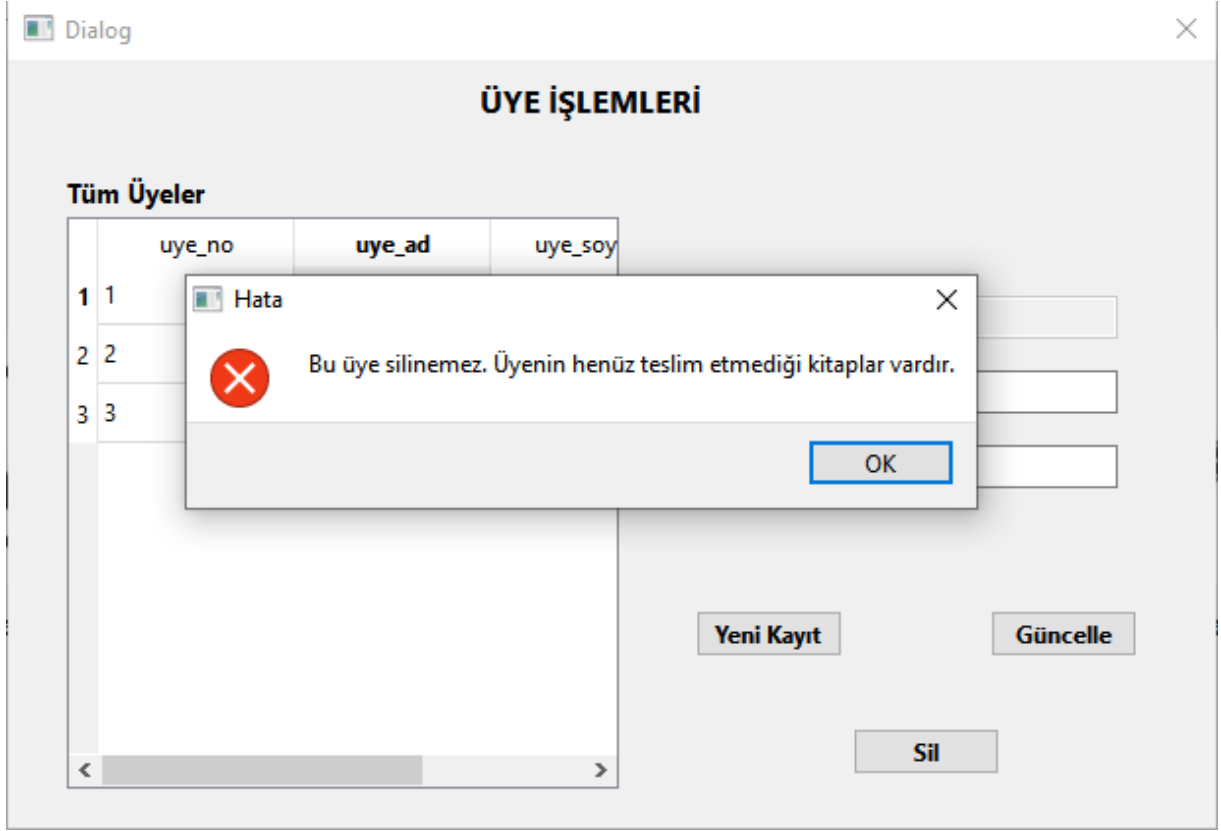 Dialog
ÜYE İŞLEMLERİ
Tüm Üyeler
uye_no uye_ad uye_soy
1 1
2 2
3 3
Hata
Bu üye silinemez. Üyenin henüz teslim etmediği kitaplar vardır.
OK
Yeni Kayıt Güncelle
Sil